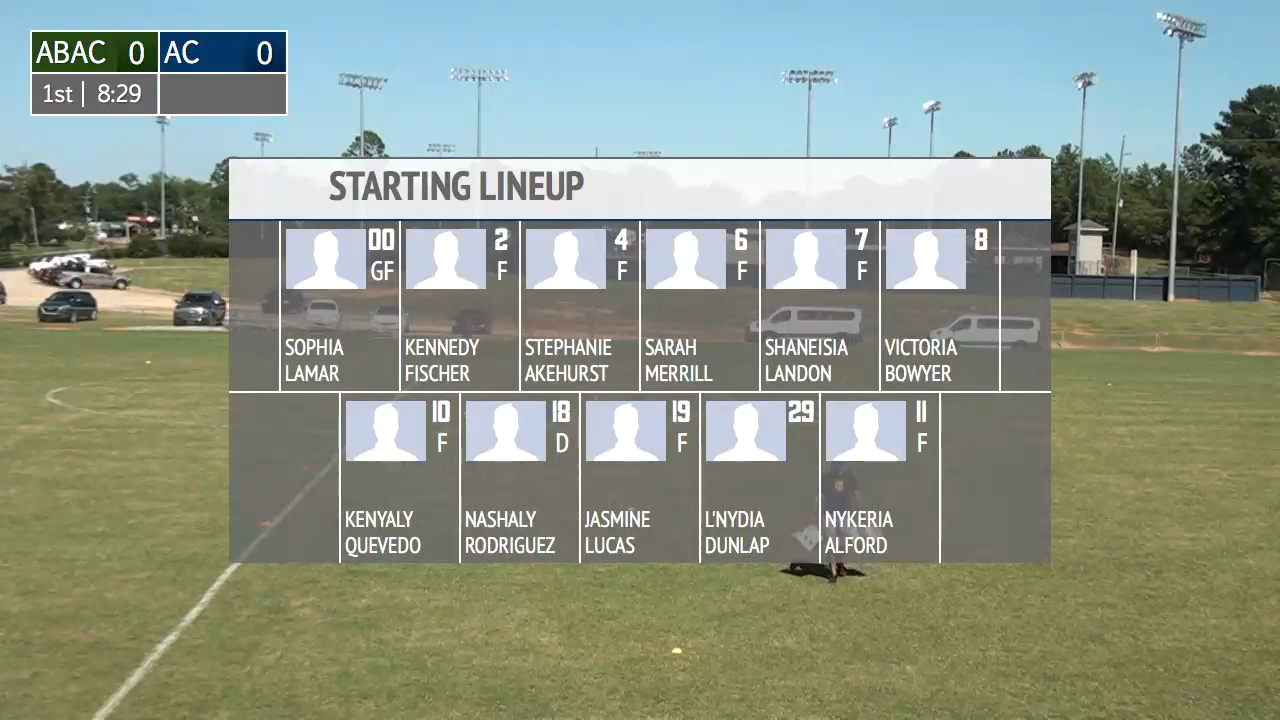 ABAC 0 AC 0
1st | 8:29
STARTING LINEUP
00 2 4 6 7 8
GF F F F F
SOPHIA KENNEDY STEPHANIE SARAH SHANEISIA VICTORIA
LAMAR FISCHER AKEHURST MERRILL LANDON BOWYER
10 18 19 29 11
F D F F
KENYALY NASHALY JASMINE L'NYDIA NYKERIA
QUEVEDO RODRIGUEZ LUCAS DUNLAP ALFORD